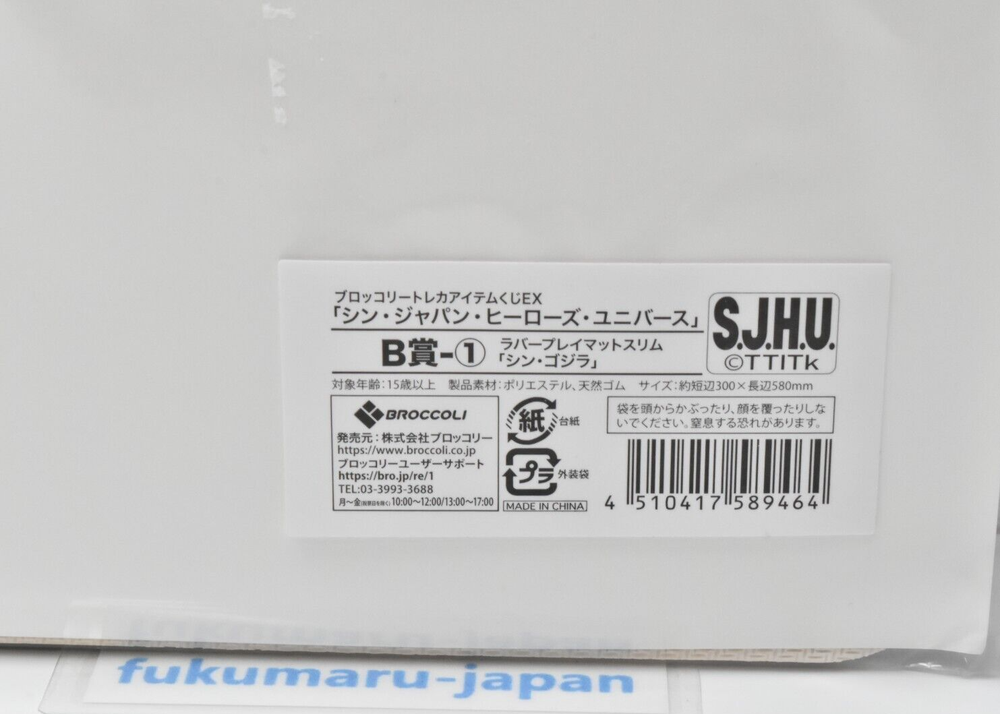 ブロッコリートレカアイテムくじEX
「シン・ジャパン・ヒーローズ・ユニバース」
B賞-①
ラバープレイマットスリム
「シン・ゴジラ」
S.J.H.U.
©TTITk
対象年齢：15歳以上 製品素材：ポリエステル、天然ゴム サイズ：約短辺300×長辺580mm
BROCCOLI
発売元：株式会社ブロッコリー
https://www.broccoli.co.jp
ブロッコリーユーザーサポート
https://bro.jp/re/1
TEL:03-3993-3688
月～金(祝祭日を除く)10:00～12:00/13:00～17:00
紙 台紙
プラ 外装袋
MADE IN CHINA
袋を頭からかぶったり、顔を覆ったりしな
いでください。窒息する恐れがあります。
4 510417 589464
fukumaru-japan